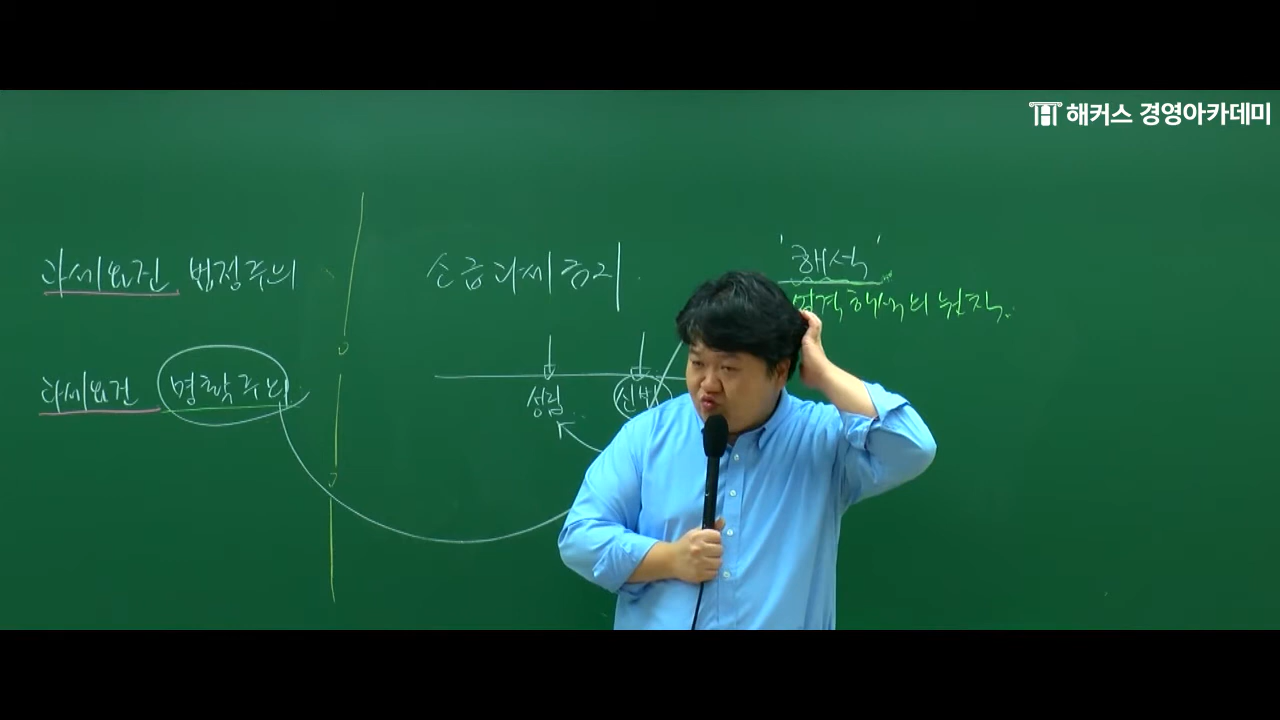 해커스 경영아카데미
과세요건 법정주의
과세요건 명확주의
소급과세 금지
성립
'해석'
엄격해석의 원칙.